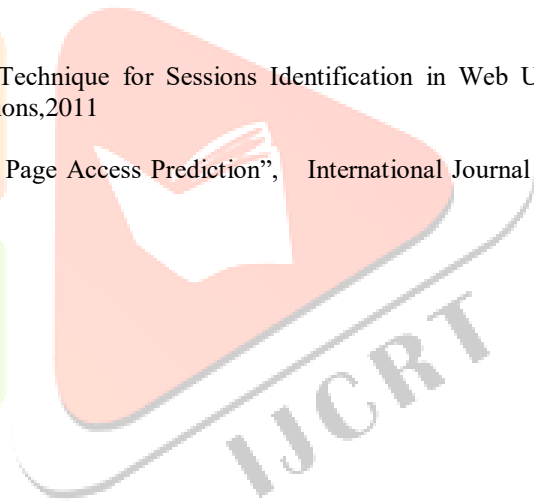 Technique for Sessions Identification in Web U
ons,2011
Page Access Prediction”, International Journal
IJCRT